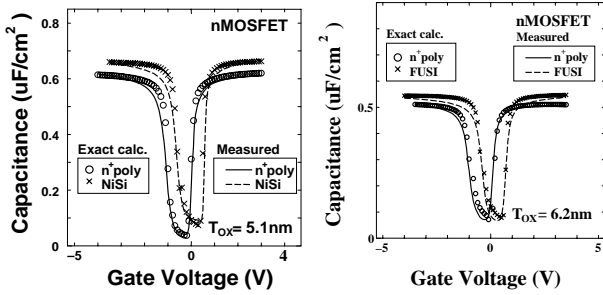 nMOSFET
Capacitance (uF/cm²)
0.8
0.6
0.4
0.2
0
Exact calc.
n⁺poly
NiSi
Measured
n⁺poly
NiSi
T_OX = 5.1nm
−4
0
4
Gate Voltage (V)
nMOSFET
Capacitance (uF/cm²)
1
0.5
0
Exact calc.
n⁺poly
FUSI
Measured
n⁺poly
FUSI
T_OX = 6.2nm
−5
0
5
Gate Voltage (V)